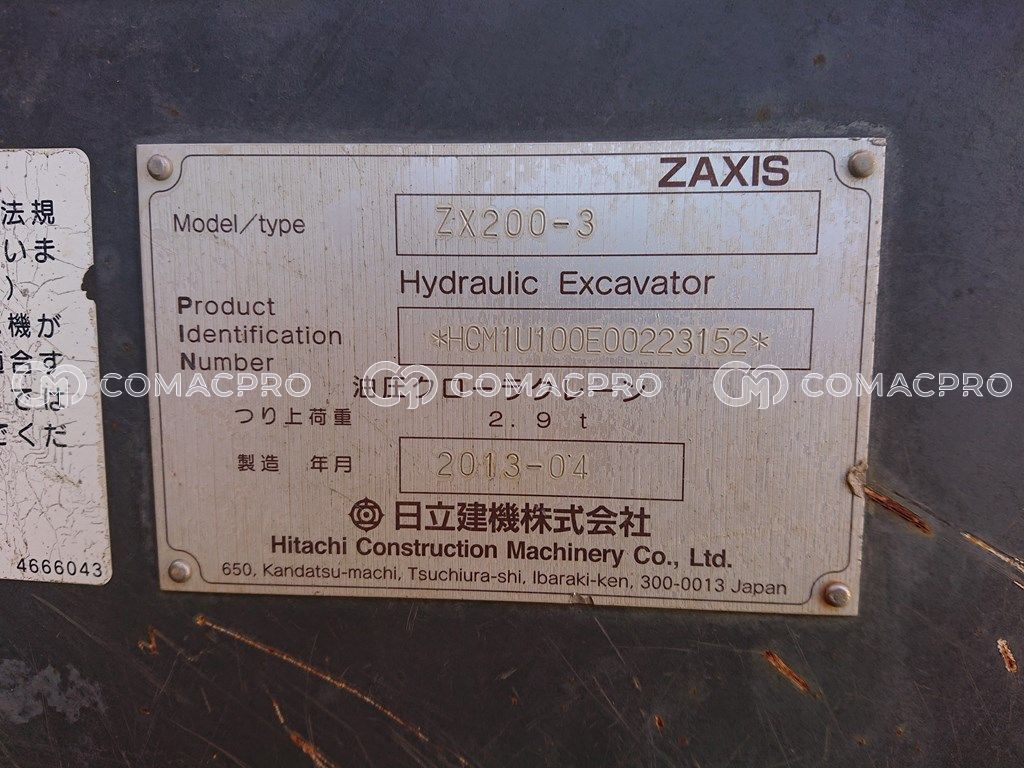 ZAXIS
Model/type ZX200-3
Hydraulic Excavator
Product
Identification
Number
*HCM1U100E00223152*
油圧クローラクレーン
つり上荷重 2.9 t
製造 年月 2013-04
日立建機株式会社
Hitachi Construction Machinery Co., Ltd.
650, Kandatsu-machi, Tsuchiura-shi, Ibaraki-ken, 300-0013 Japan
法規
いま
)
機が
合す
では
くだ
4666043
COMACPRO COMACPRO COMACPRO